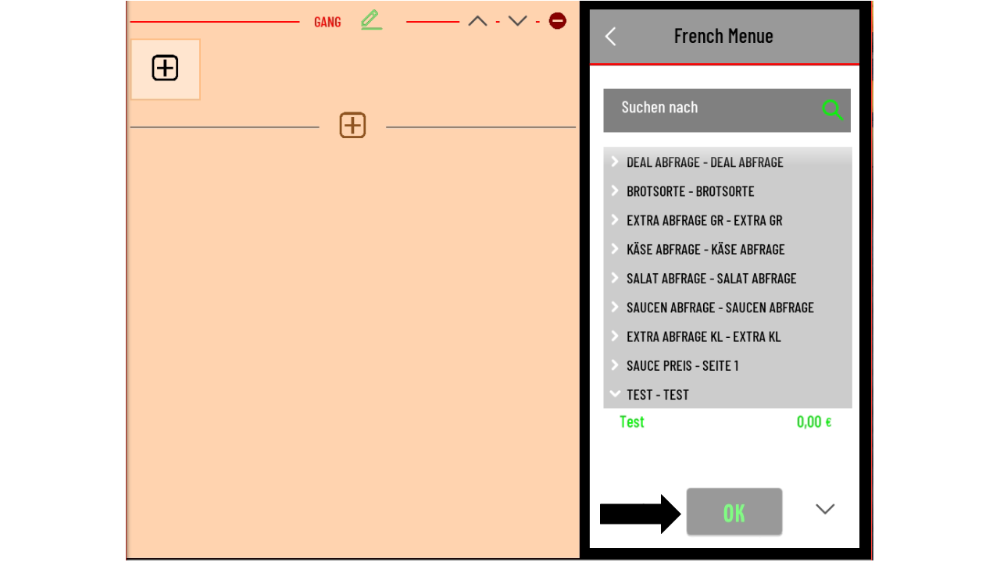 GANG
French Menue
Suchen nach
DEAL ABFRAGE - DEAL ABFRAGE
BROTSORTE - BROTSORTE
EXTRA ABFRAGE GR - EXTRA GR
KÄSE ABFRAGE - KÄSE ABFRAGE
SALAT ABFRAGE - SALAT ABFRAGE
SAUCEN ABFRAGE - SAUCEN ABFRAGE
EXTRA ABFRAGE KL - EXTRA KL
SAUCE PREIS - SEITE 1
TEST - TEST
Test 0,00 €
OK